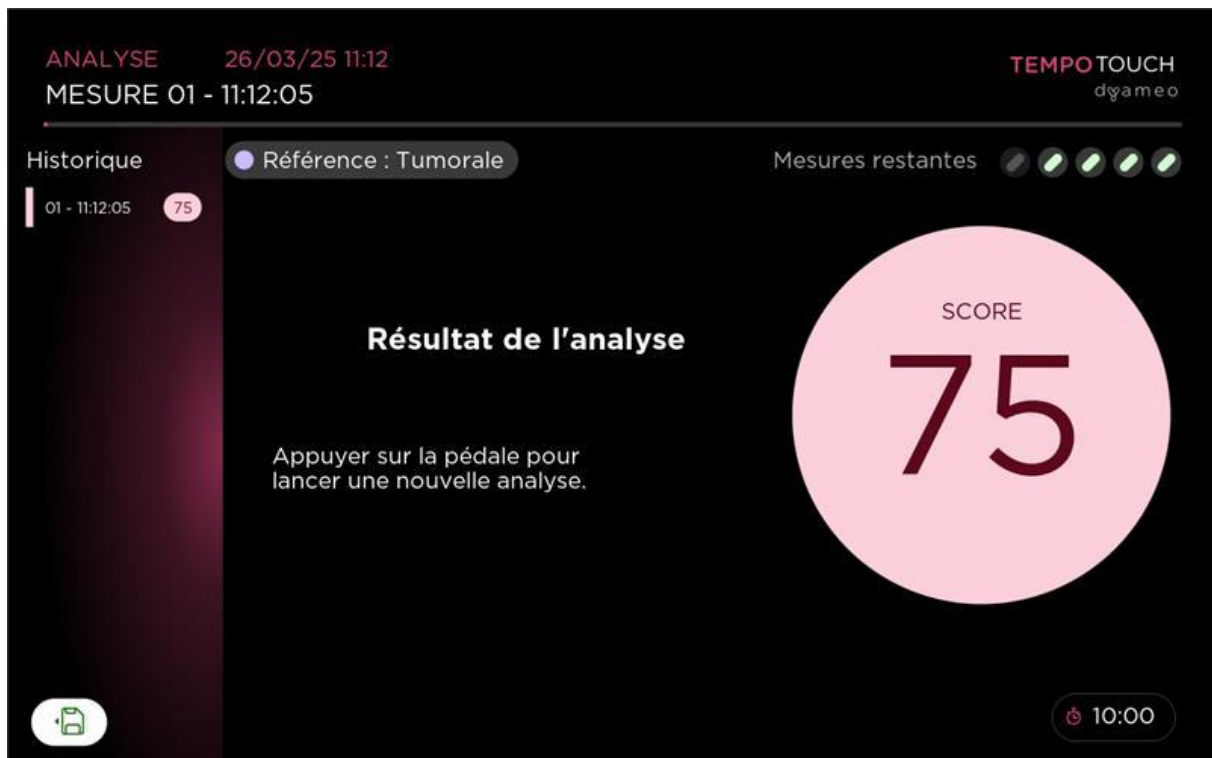 ANALYSE 26/03/25 11:12
MESURE 01 - 11:12:05
TEMPO TOUCH
dyameo
Historique
01 - 11:12:05 75
Référence : Tumorale
Mesures restantes
Résultat de l'analyse
Appuyer sur la pédale pour
lancer une nouvelle analyse.
SCORE
75
10:00